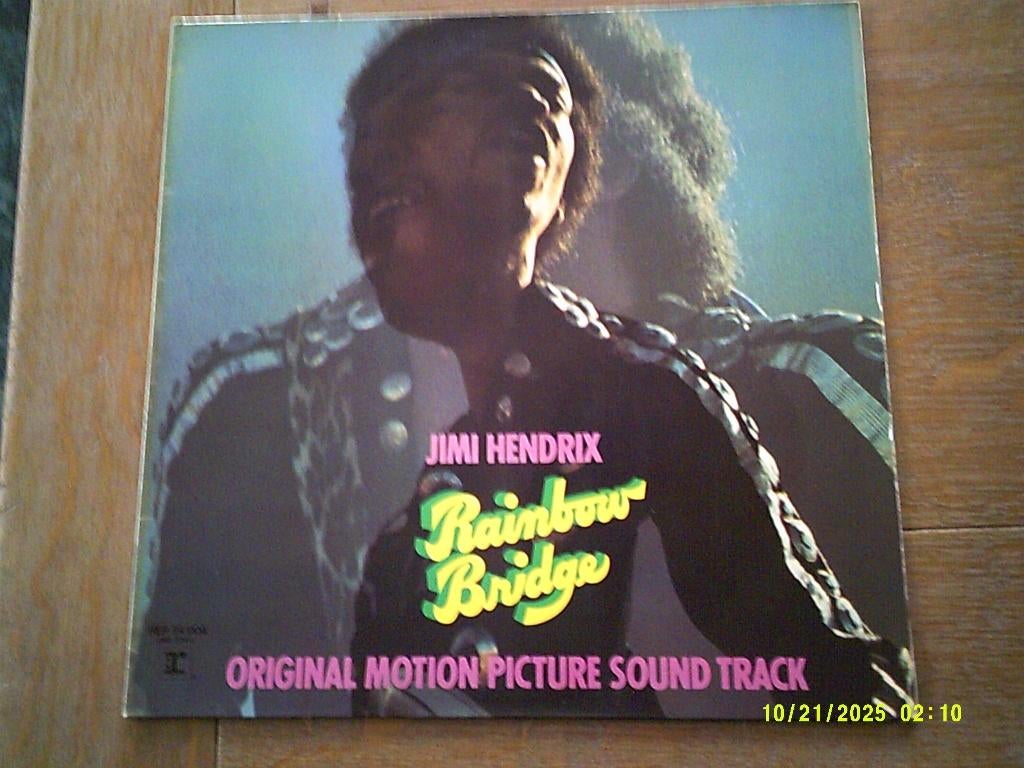 JIMI HENDRIX
Rainbow
Bridge
ORIGINAL MOTION PICTURE SOUND TRACK
10/21/2025 02:10